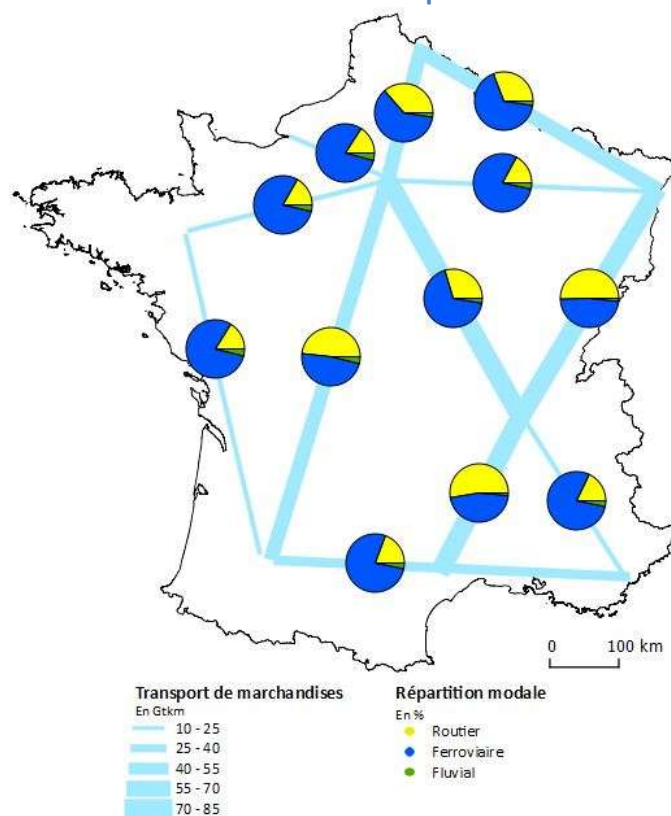 0 100 km
Transport de marchandises
En Gtkm
10 - 25
25 - 40
40 - 55
55 - 70
70 - 85
Répartition modale
En %
Routier
Ferroviaire
Fluvial